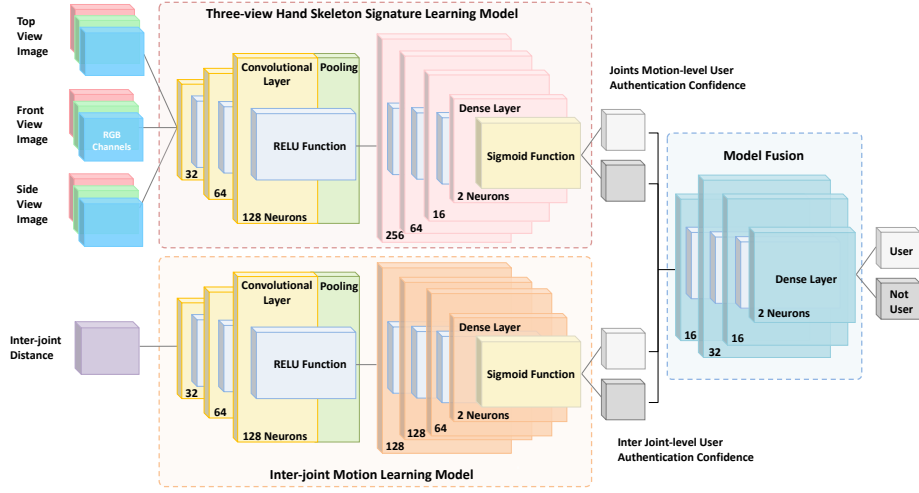 Three-view Hand Skeleton Signature Learning Model
Top
View
Image
Front
View
Image
RGB
Channels
Side
View
Image
Convolutional
Layer
Pooling
RELU Function
32
64
128 Neurons
Dense Layer
Sigmoid Function
2 Neurons
16
64
256
Joints Motion-level User
Authentication Confidence
Model Fusion
Dense Layer
2 Neurons
16
32
16
User
Not
User
Inter-joint
Distance
Convolutional
Layer
Pooling
RELU Function
32
64
128 Neurons
Dense Layer
Sigmoid Function
2 Neurons
64
128
128
Inter Joint-level User
Authentication Confidence
Inter-joint Motion Learning Model